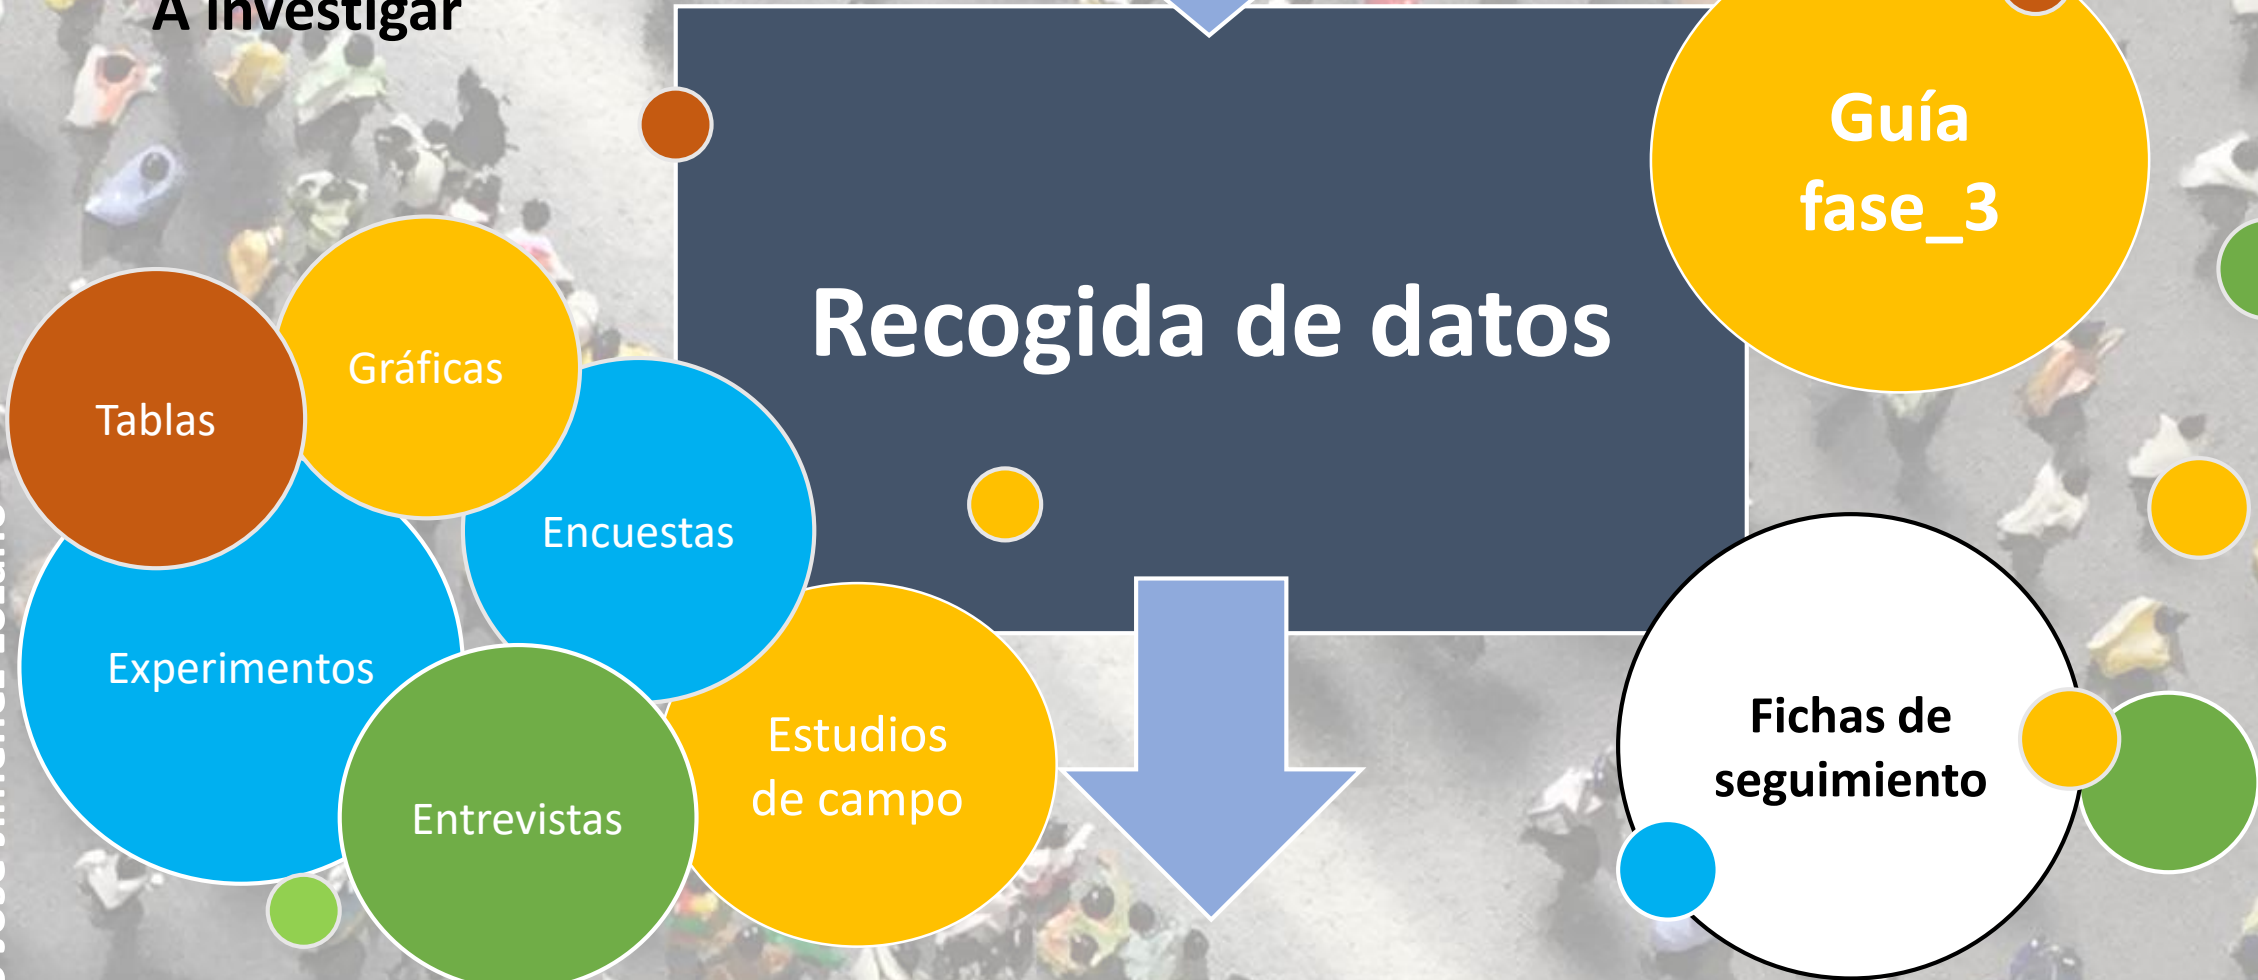 A investigar
Guía
fase_3
Recogida de datos
Gráficas
Tablas
Encuestas
Experimentos
Estudios
de campo
Entrevistas
Fichas de
seguimiento